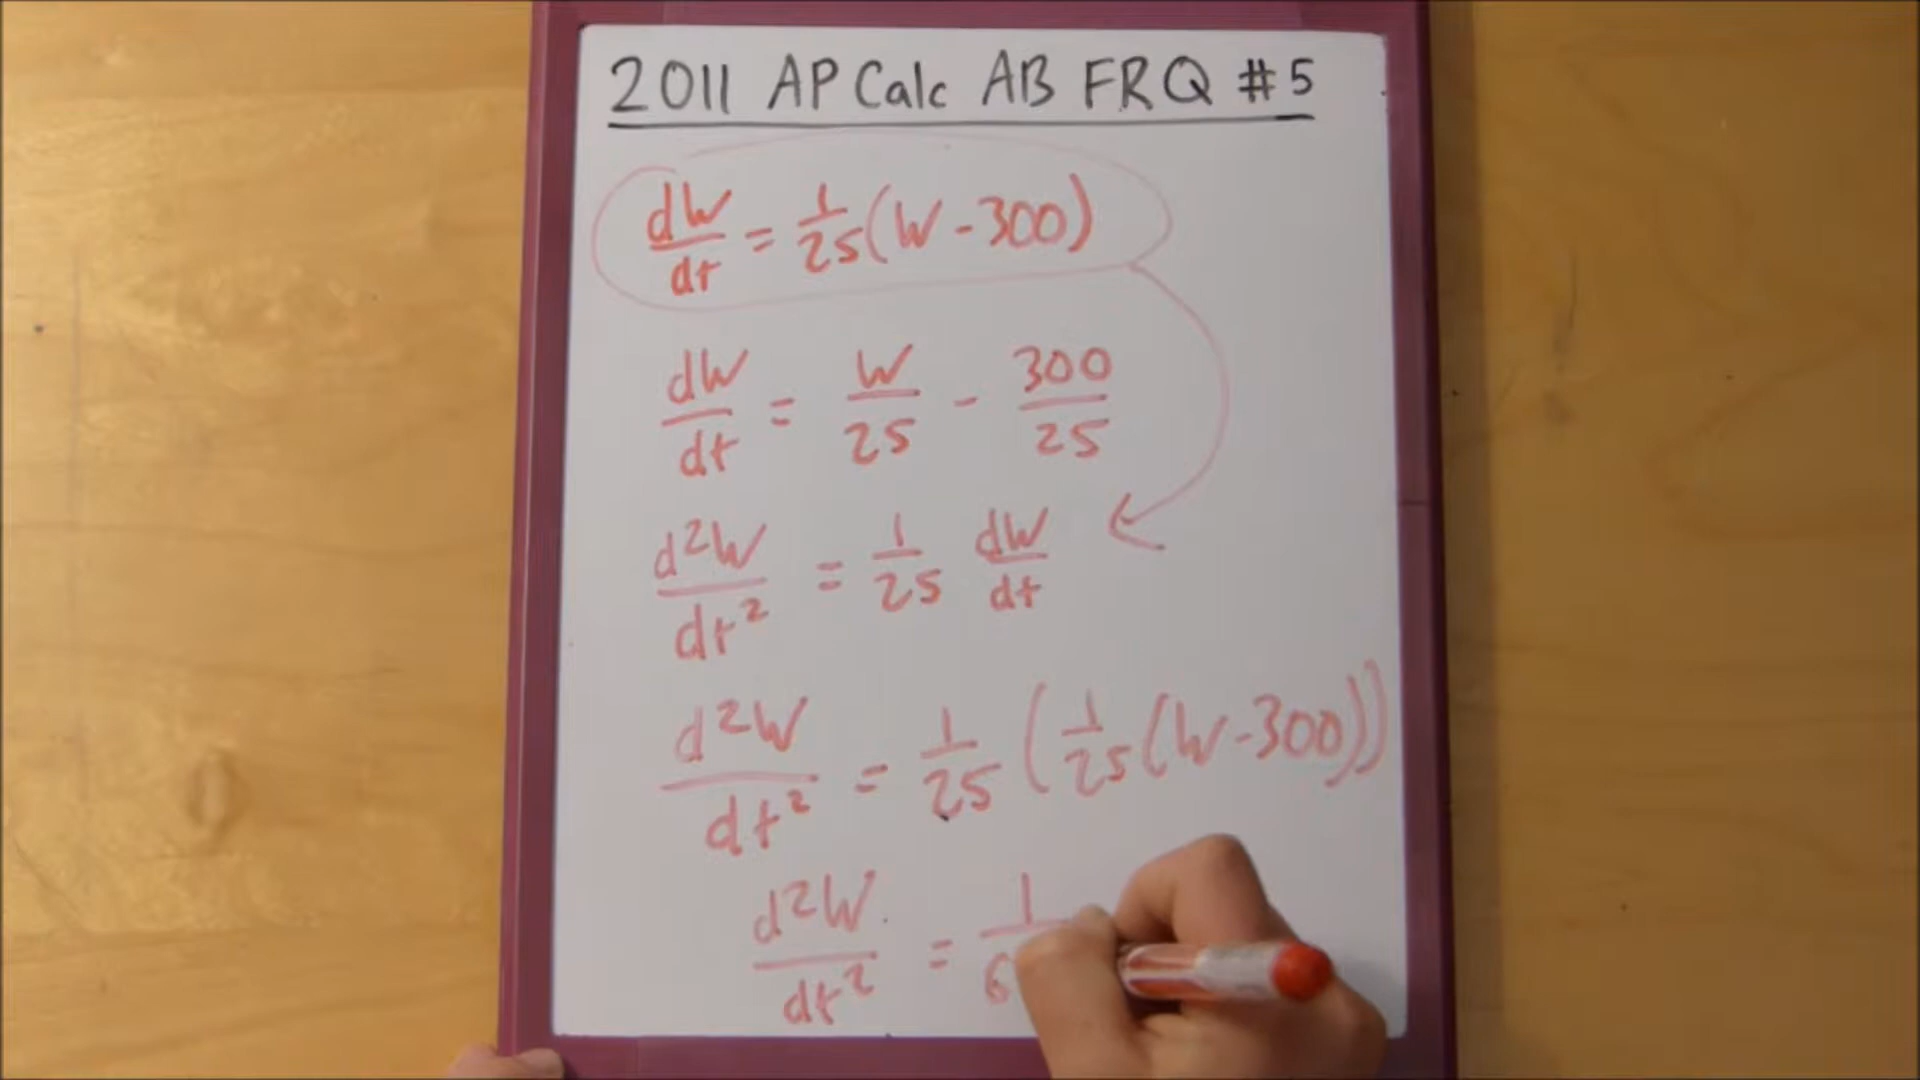 2011 AP Calc AB FRQ #5
dW/dt = 1/25(W - 300)
dW/dt = W/25 - 300/25
d²W/dt² = 1/25 dW/dt
d²W/dt² = 1/25 (1/25 (W - 300))
d²W/dt² = 1/6